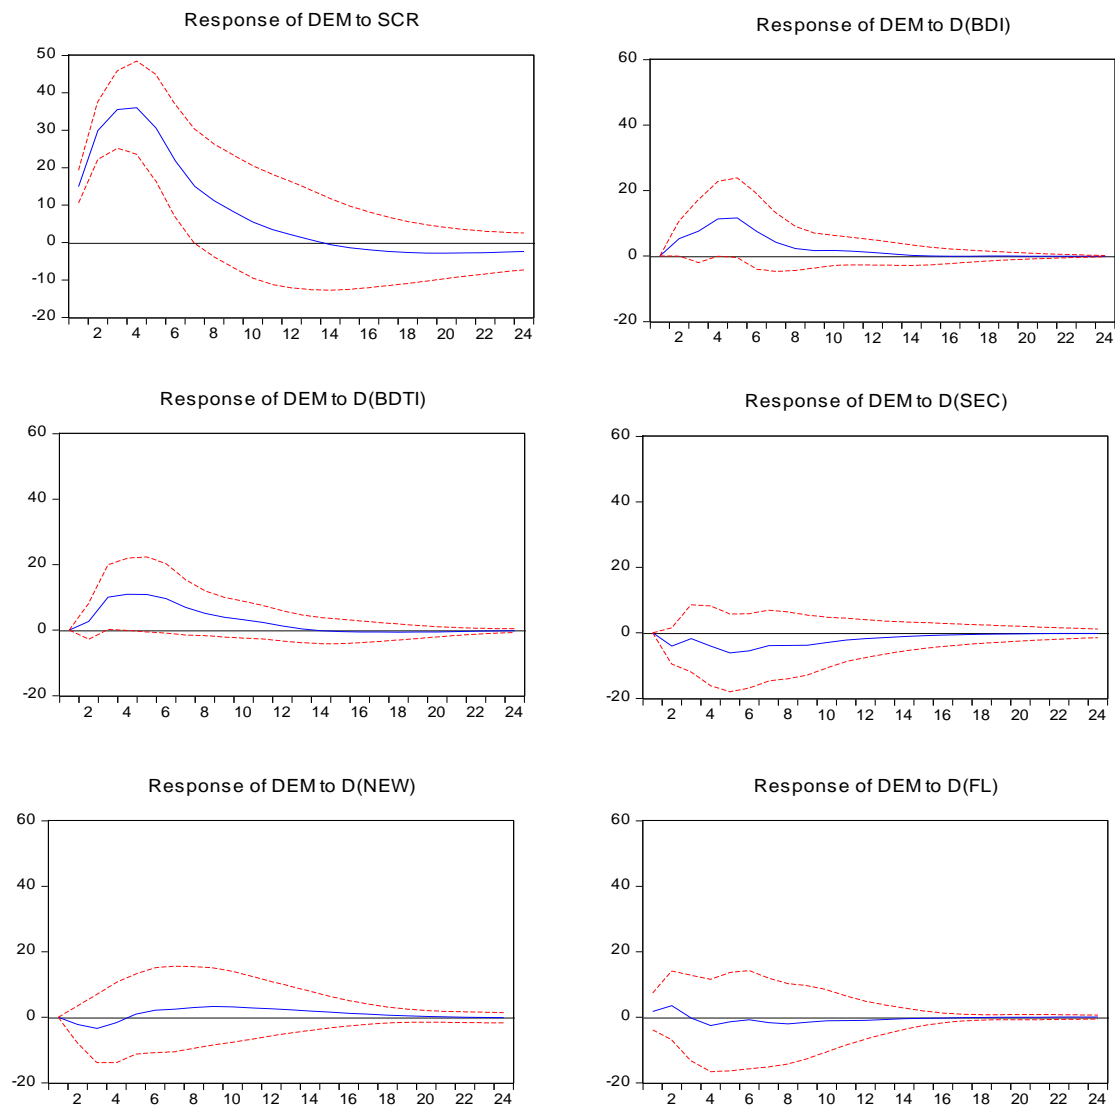 Response of DEM to SCR
50
40
30
20
10
0
-10
-20
2 4 6 8 10 12 14 16 18 20 22 24
Response of DEM to D(BDI)
60
40
20
0
-20
2 4 6 8 10 12 14 16 18 20 22 24
Response of DEM to D(BDTI)
60
40
20
0
-20
2 4 6 8 10 12 14 16 18 20 22 24
Response of DEM to D(SEC)
60
40
20
0
-20
2 4 6 8 10 12 14 16 18 20 22 24
Response of DEM to D(NEW)
60
40
20
0
-20
2 4 6 8 10 12 14 16 18 20 22 24
Response of DEM to D(FL)
60
40
20
0
-20
2 4 6 8 10 12 14 16 18 20 22 24